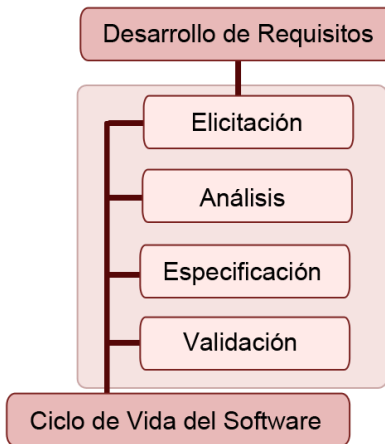 Desarrollo de Requisitos
Elicitación
Análisis
Especificación
Validación
Ciclo de Vida del Software